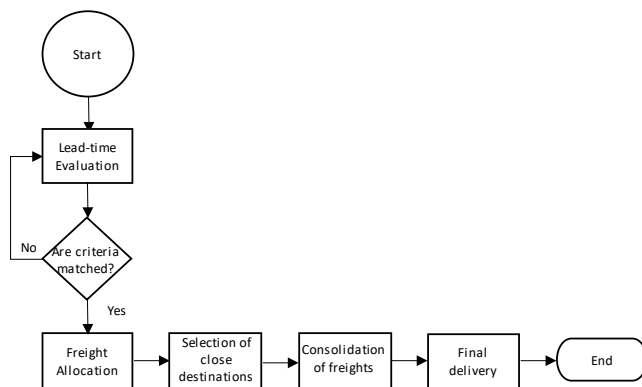 Start
Lead-time
Evaluation
No
Are criteria
matched?
Yes
Freight
Allocation
Selection of
close
destinations
Consolidation
of freights
Final
delivery
End